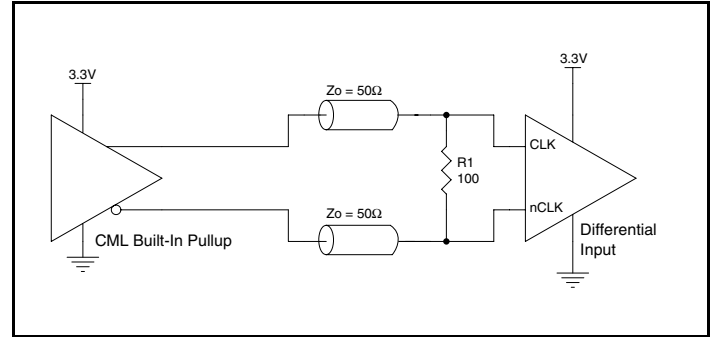 3.3V
3.3V
Zo = 50Ω
CLK
R1
100
Zo = 50Ω
nCLK
CML Built-In Pullup
Differential
Input